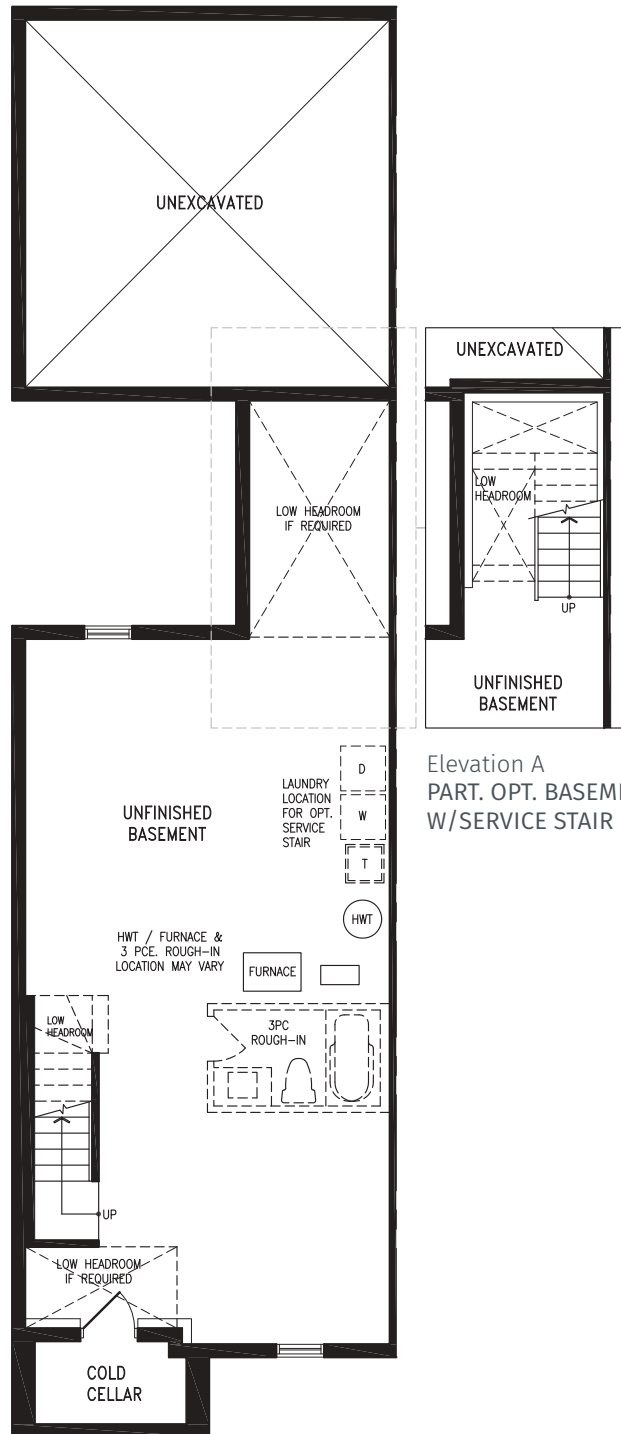 UNEXCAVATED
UNEXCAVATED
LOW HEADROOM
IF REQUIRED
LOW
HEADROOM
UP
UNFINISHED
BASEMENT
Elevation A
PART. OPT. BASEM
W/SERVICE STAIR
LAUNDRY
LOCATION
FOR OPT.
SERVICE
STAIR
D
W
T
HWT
UNFINISHED
BASEMENT
HWT / FURNACE &
3 PCE. ROUGH-IN
LOCATION MAY VARY
FURNACE
3PC
ROUGH-IN
LOW
HEADROOM
UP
LOW HEADROOM
IF REQUIRED
COLD
CELLAR